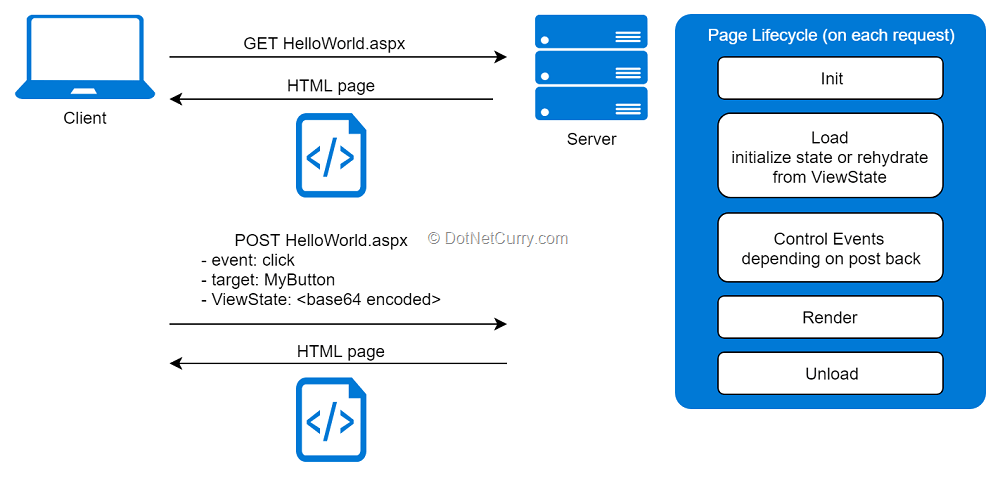 GET HelloWorld.aspx
HTML page
Client
Server
POST HelloWorld.aspx
- event: click
- target: MyButton
- ViewState: <base64 encoded>
© DotNetCurry.com
HTML page
Page Lifecycle (on each request)
Init
Load
initialize state or rehydrate
from ViewState
Control Events
depending on post back
Render
Unload